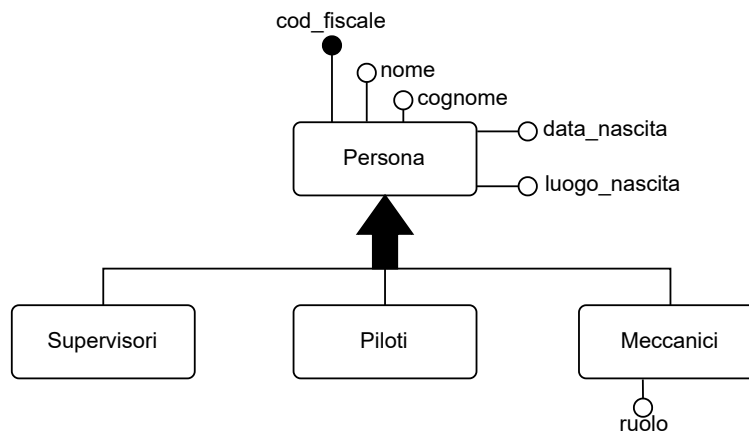 cod_fiscale
nome
cognome
data_nascita
Persona
luogo_nascita
Supervisori
Piloti
Meccanici
ruolo